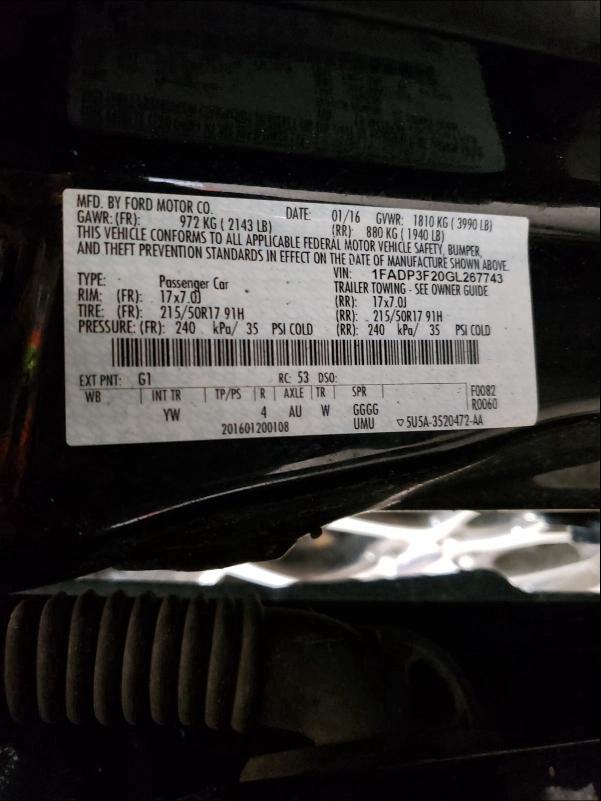 MFD. BY FORD MOTOR CO. DATE: 01/16 GVWR: 1810 KG ( 3990 LB)
GAWR: (FR): 972 KG ( 2143 LB) (RR): 880 KG ( 1940 LB)
THIS VEHICLE CONFORMS TO ALL APPLICABLE FEDERAL MOTOR VEHICLE SAFETY, BUMPER,
AND THEFT PREVENTION STANDARDS IN EFFECT ON THE DATE OF MANUFACTURE SHOWN ABOVE.
VIN: 1FADP3F20GL267743
TYPE: Passenger Car TRAILER TOWING - SEE OWNER GUIDE
RIM: (FR): 17x7.0J (RR): 17x7.0J
TIRE: (FR): 215/50R17 91H (RR): 215/50R17 91H
PRESSURE: (FR): 240 kPa/ 35 PSI COLD (RR): 240 kPa/ 35 PSI COLD
EXT PNT: G1 RC: 53 DSO:
WB INT TR TP/PS R AXLE TR SPR F0082
YW 4 AU W GGGG R0060
201601200108 UMU ▽ 5U5A-3520472-AA